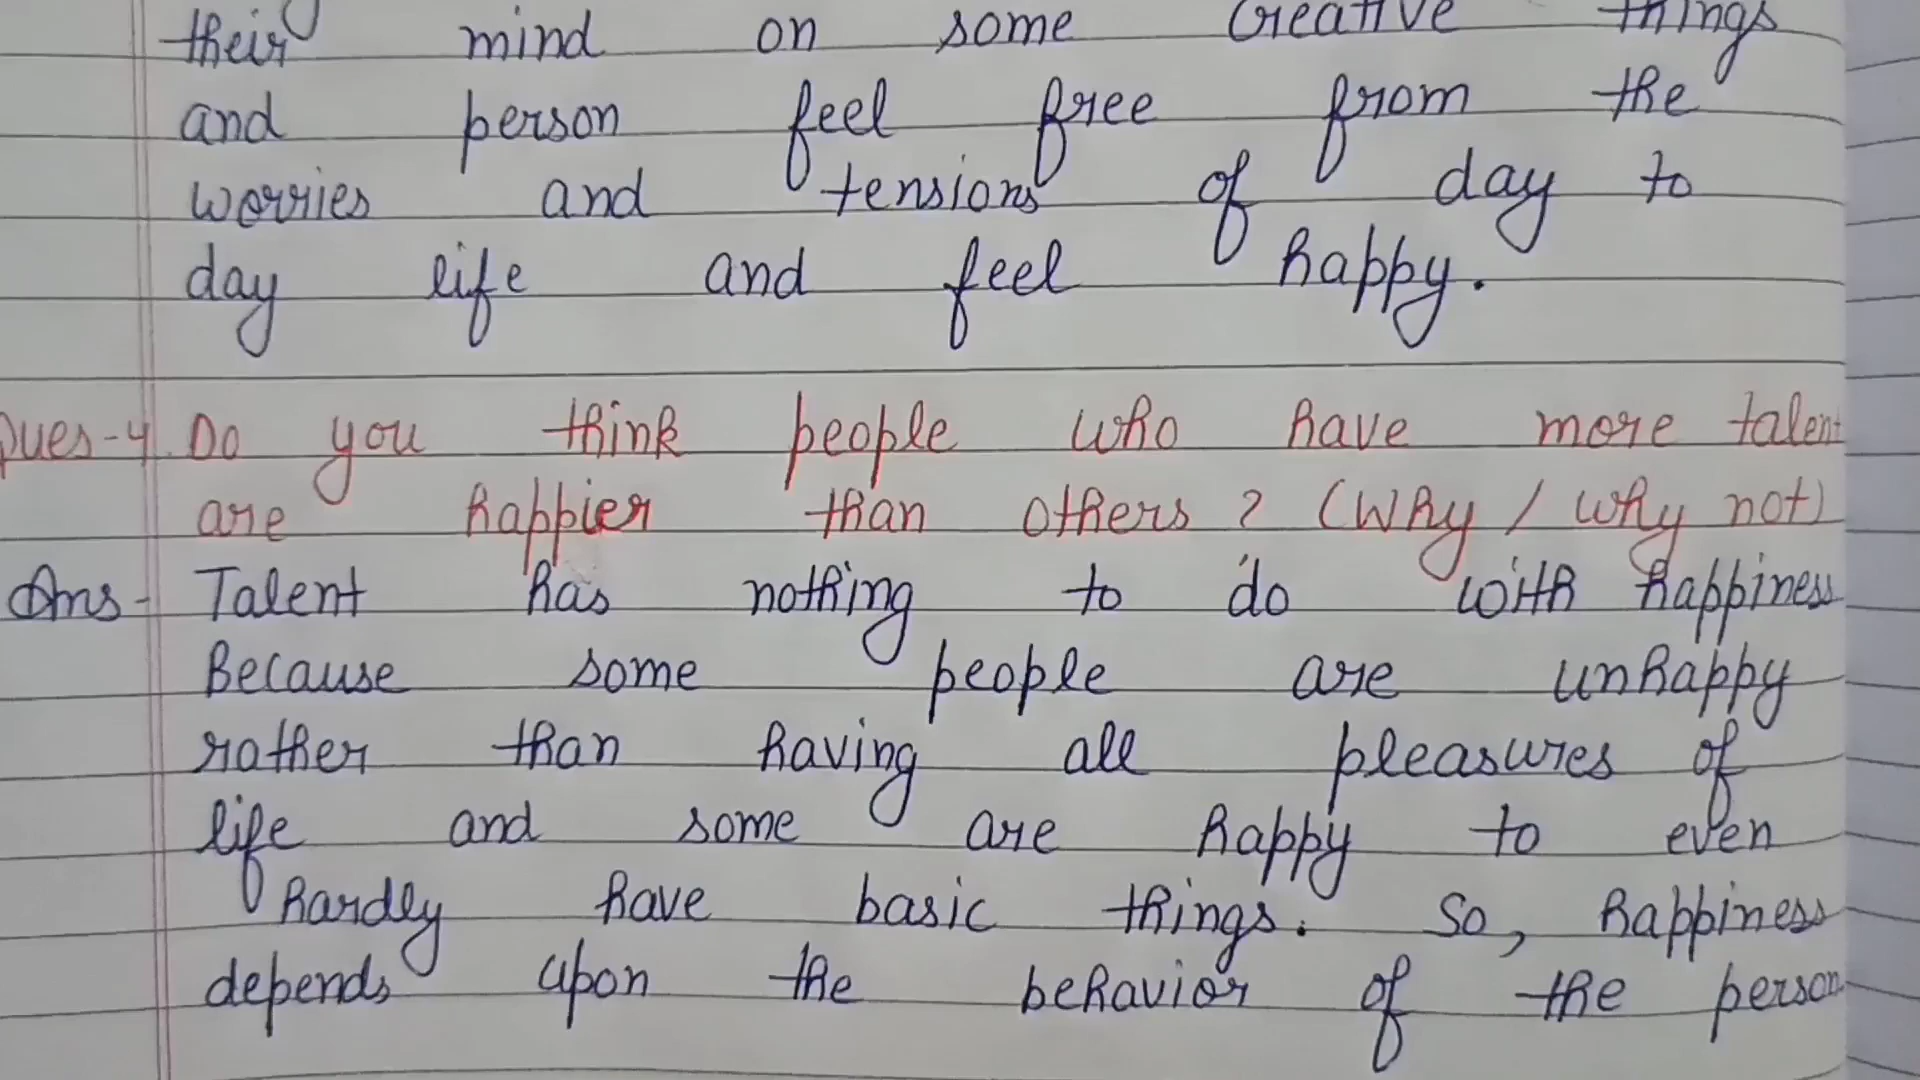 their mind on some creative things
and person feel free from the
worries and tensions of day to
day life and feel happy.
Ques-4. Do you think people who have more talent
are happier than others? (Why / Why not)
Ans- Talent has nothing to do with happiness
Because some people are unhappy
rather than having all pleasures of
life and some are happy to even
hardly have basic things. So, happiness
depends upon the behavior of the person